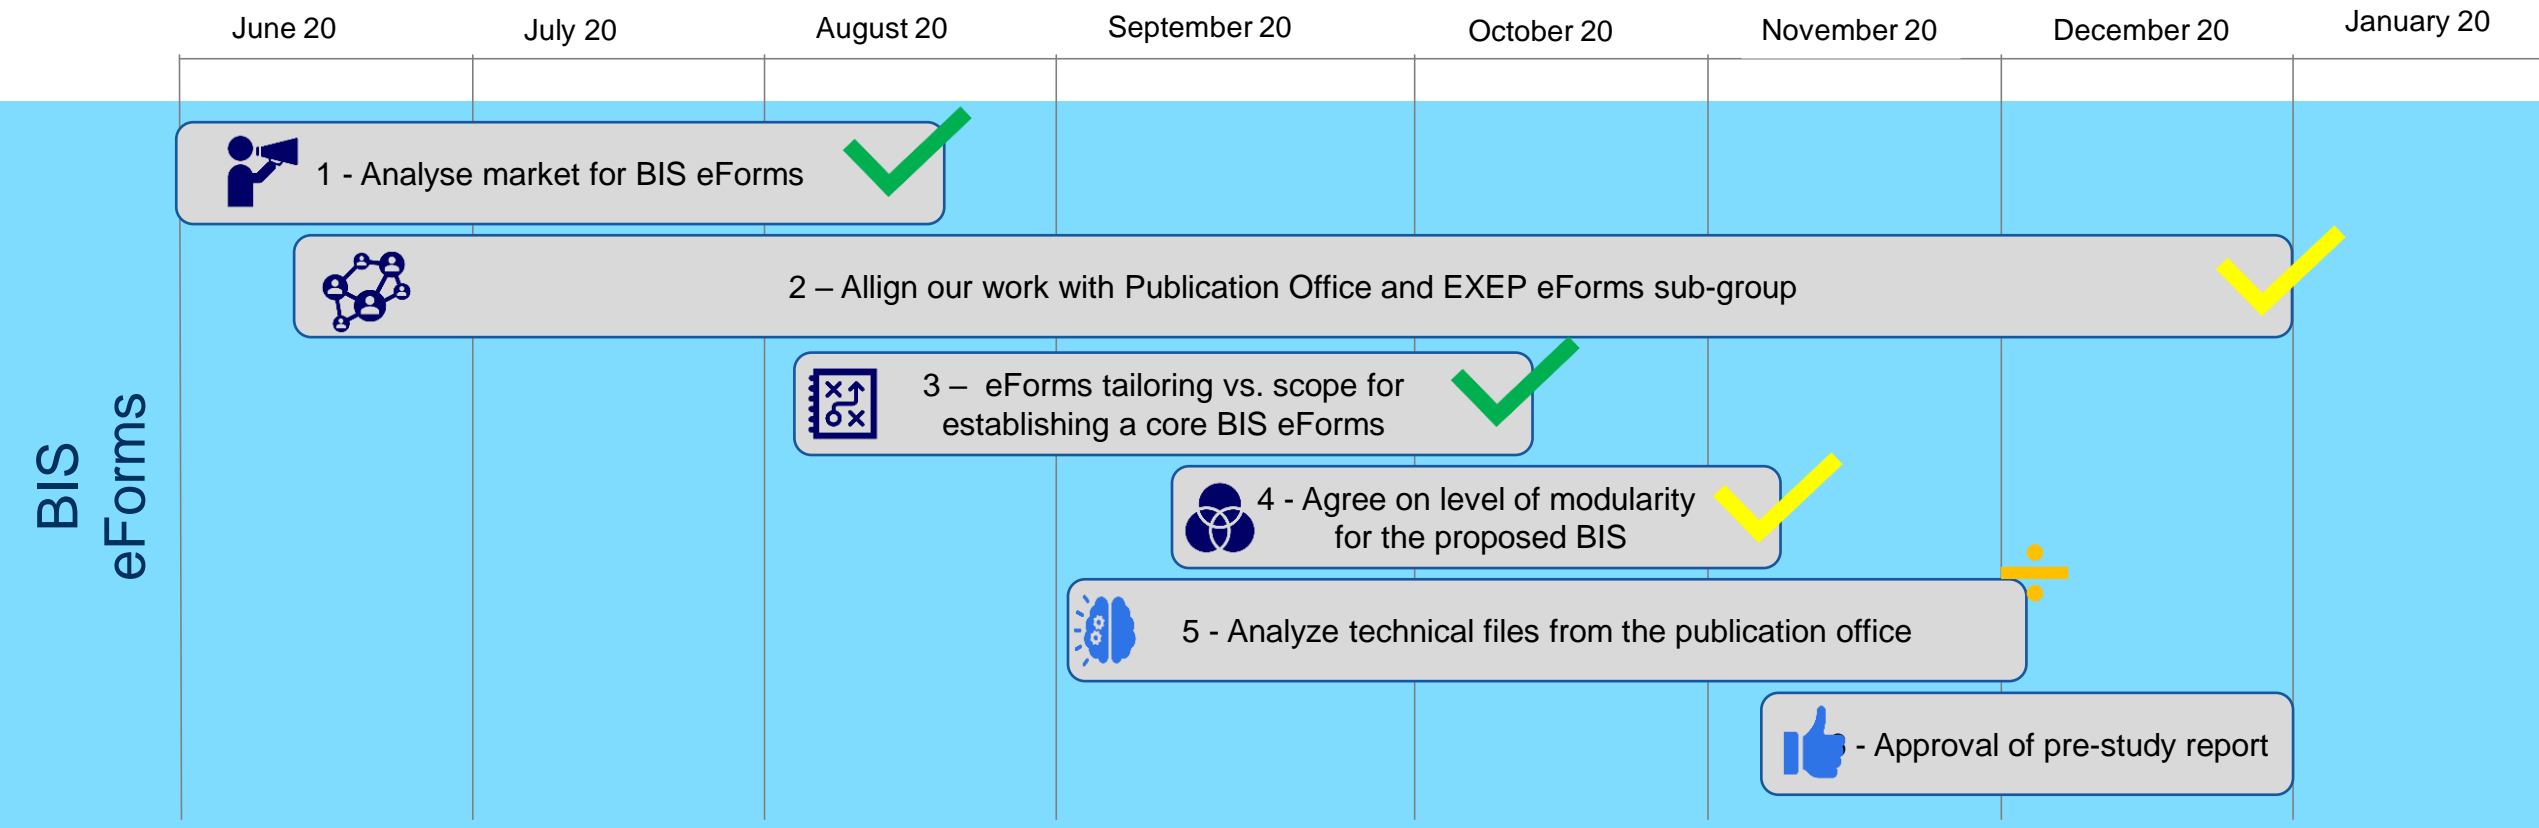 June 20
July 20
August 20
September 20
October 20
November 20
December 20
January 20
BIS
eForms
1 - Analyse market for BIS eForms
2 – Allign our work with Publication Office and EXEP eForms sub-group
3 –  eForms tailoring vs. scope for
establishing a core BIS eForms
4 - Agree on level of modularity
for the proposed BIS
5 - Analyze technical files from the publication office
- Approval of pre-study report